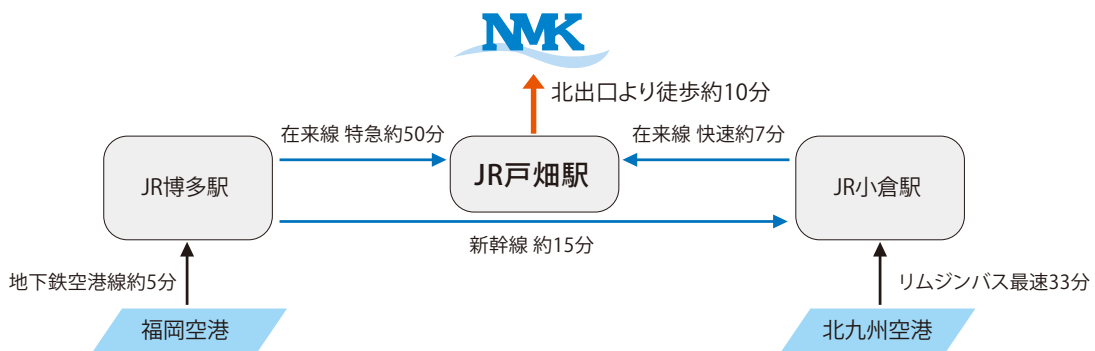 NMK
北出口より徒歩約10分
在来線 特急約50分
在来線 快速約7分
JR博多駅
JR戸畑駅
JR小倉駅
新幹線 約15分
地下鉄空港線約5分
リムジンバス最速33分
福岡空港
北九州空港